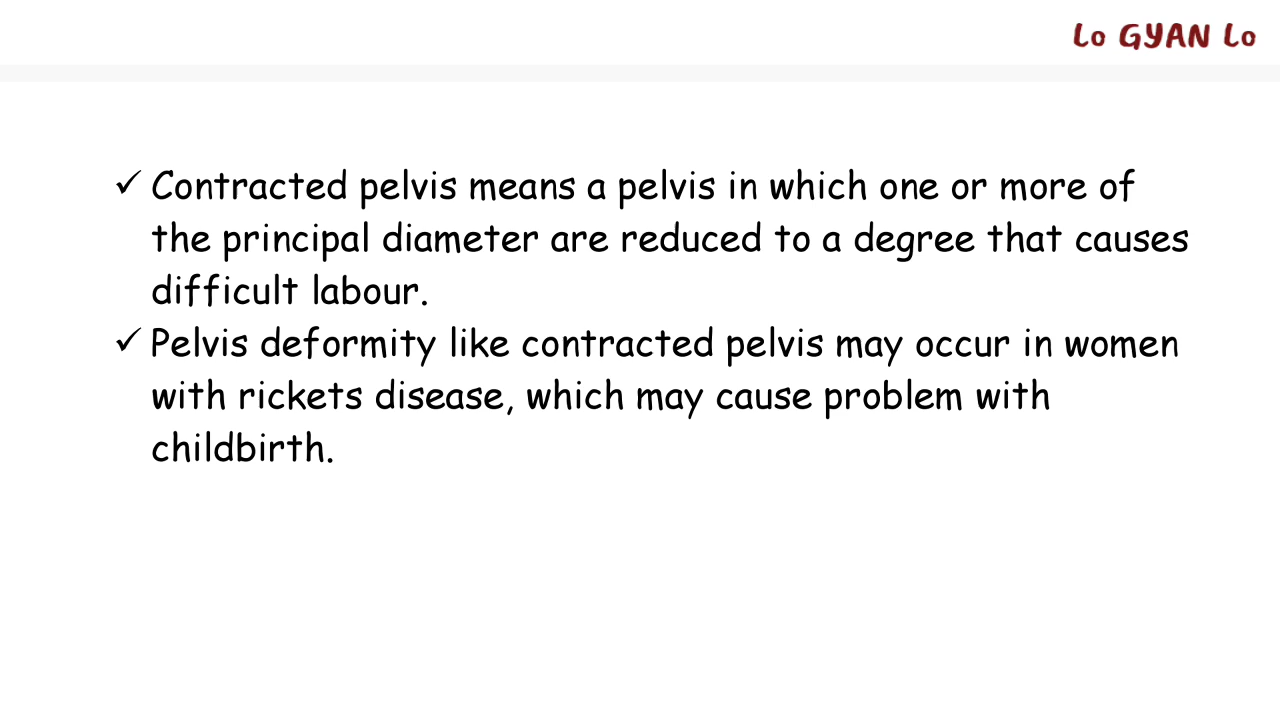 Lo GYAN Lo
✓ Contracted pelvis means a pelvis in which one or more of
the principal diameter are reduced to a degree that causes
difficult labour.
✓ Pelvis deformity like contracted pelvis may occur in women
with rickets disease, which may cause problem with
childbirth.